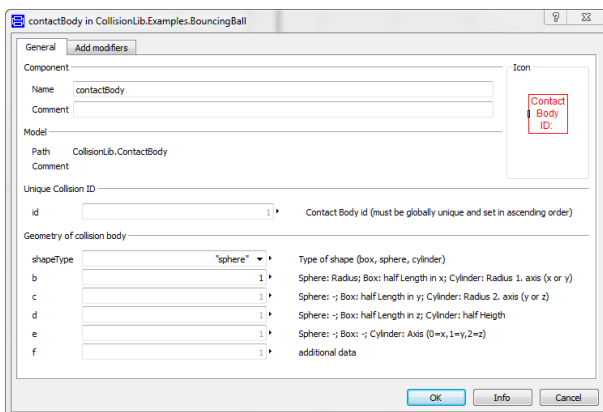 contactBody in CollisionLib.Examples.BouncingBall
General Add modifiers
Component
Icon
Name contactBody
Comment
Contact
Body
ID:
Model
Path CollisionLib.ContactBody
Comment
Unique Collision ID
id 1 Contact Body id (must be globally unique and set in ascending order)
Geometry of collision body
shapeType "sphere" Type of shape (box, sphere, cylinder)
b 1 Sphere: Radius; Box: half Length in x; Cylinder: Radius 1. axis (x or y)
c 1 Sphere: -; Box: half Length in y; Cylinder: Radius 2. axis (y or z)
d 1 Sphere: -; Box: half Length in z; Cylinder: half Heigth
e 1 Sphere: -; Box: -; Cylinder: Axis (0=x,1=y,2=z)
f 1 additional data
OK Info Cancel